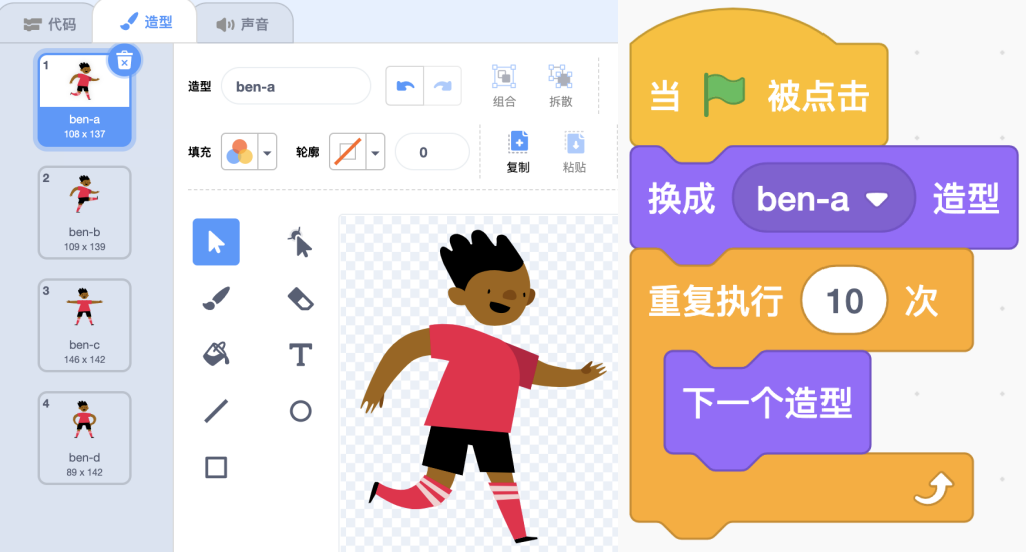 代码 造型 声音
1
ben-a
108 x 137
2
ben-b
109 x 139
3
ben-c
146 x 142
4
ben-d
89 x 142
造型 ben-a
组合 拆散
填充 轮廓 0
复制 粘贴
T
当 被点击
换成 ben-a 造型
重复执行 10 次
下一个造型